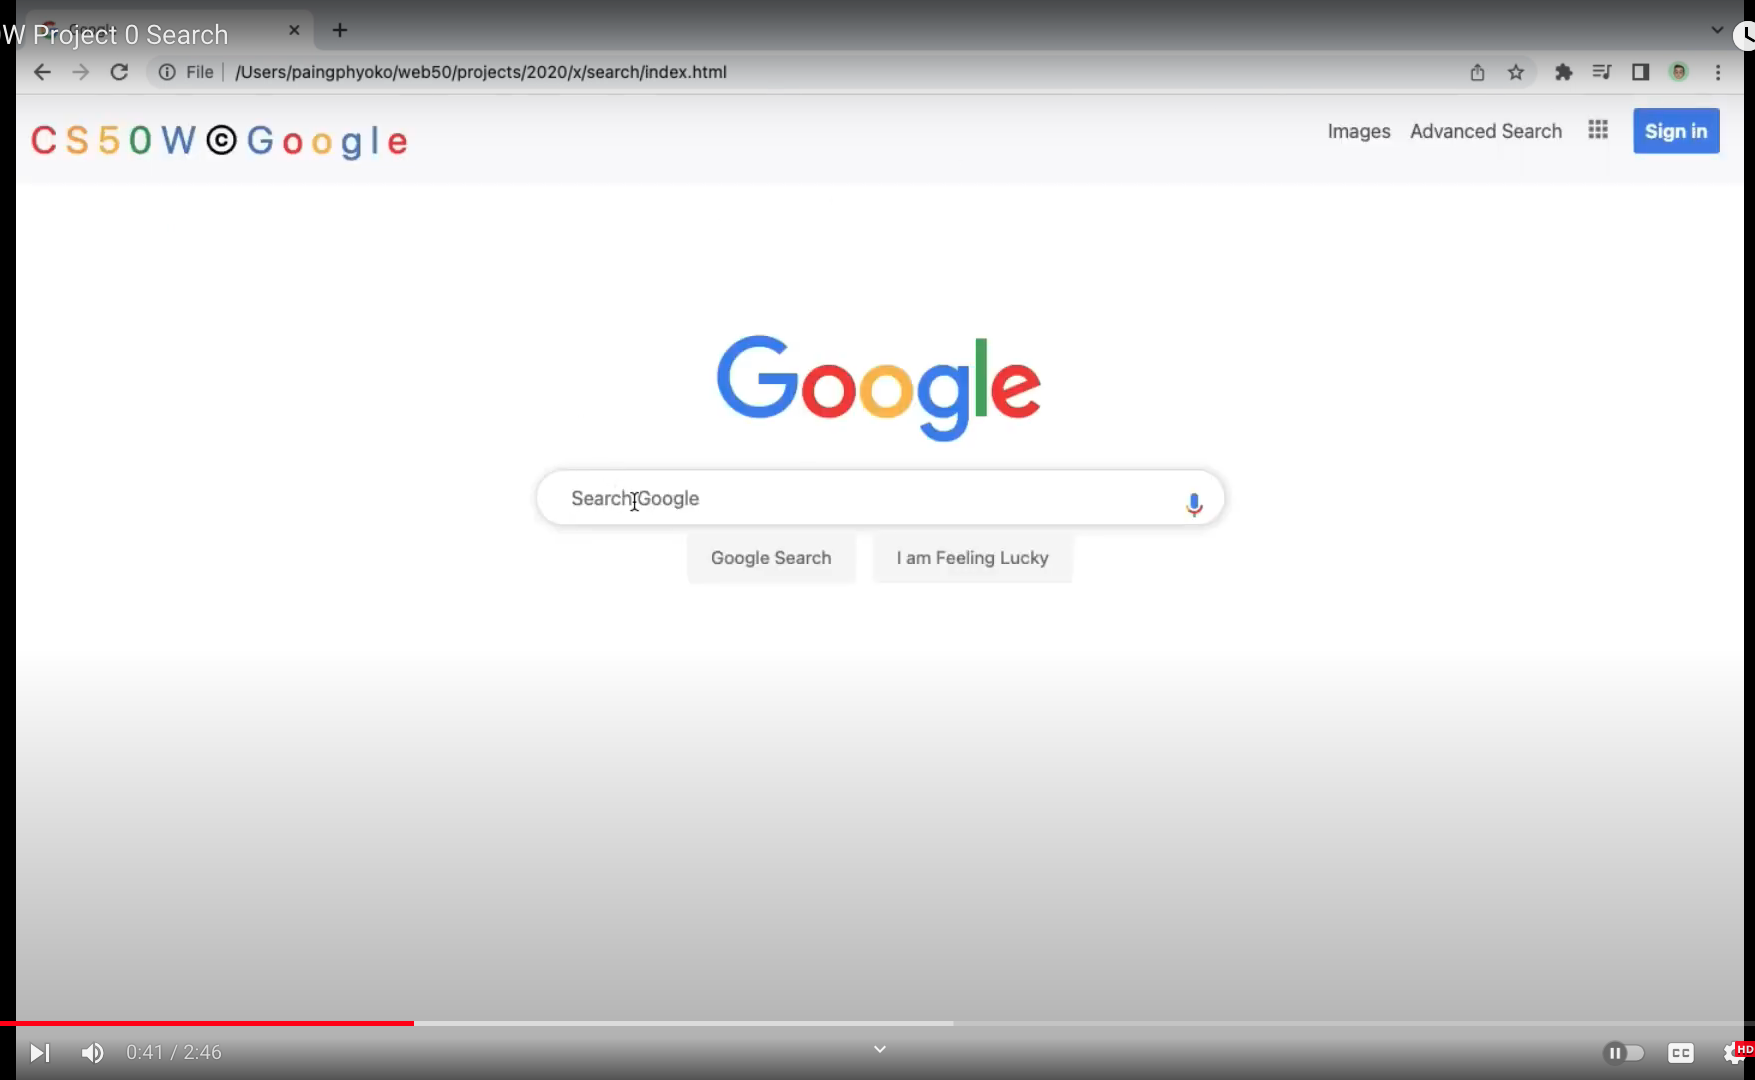 W Project 0 Search
File /Users/paingphyoko/web50/projects/2020/x/search/index.html
CS50W©Google
Images Advanced Search Sign in
Google
Search Google
Google Search I am Feeling Lucky
0:41 / 2:46
CC HD